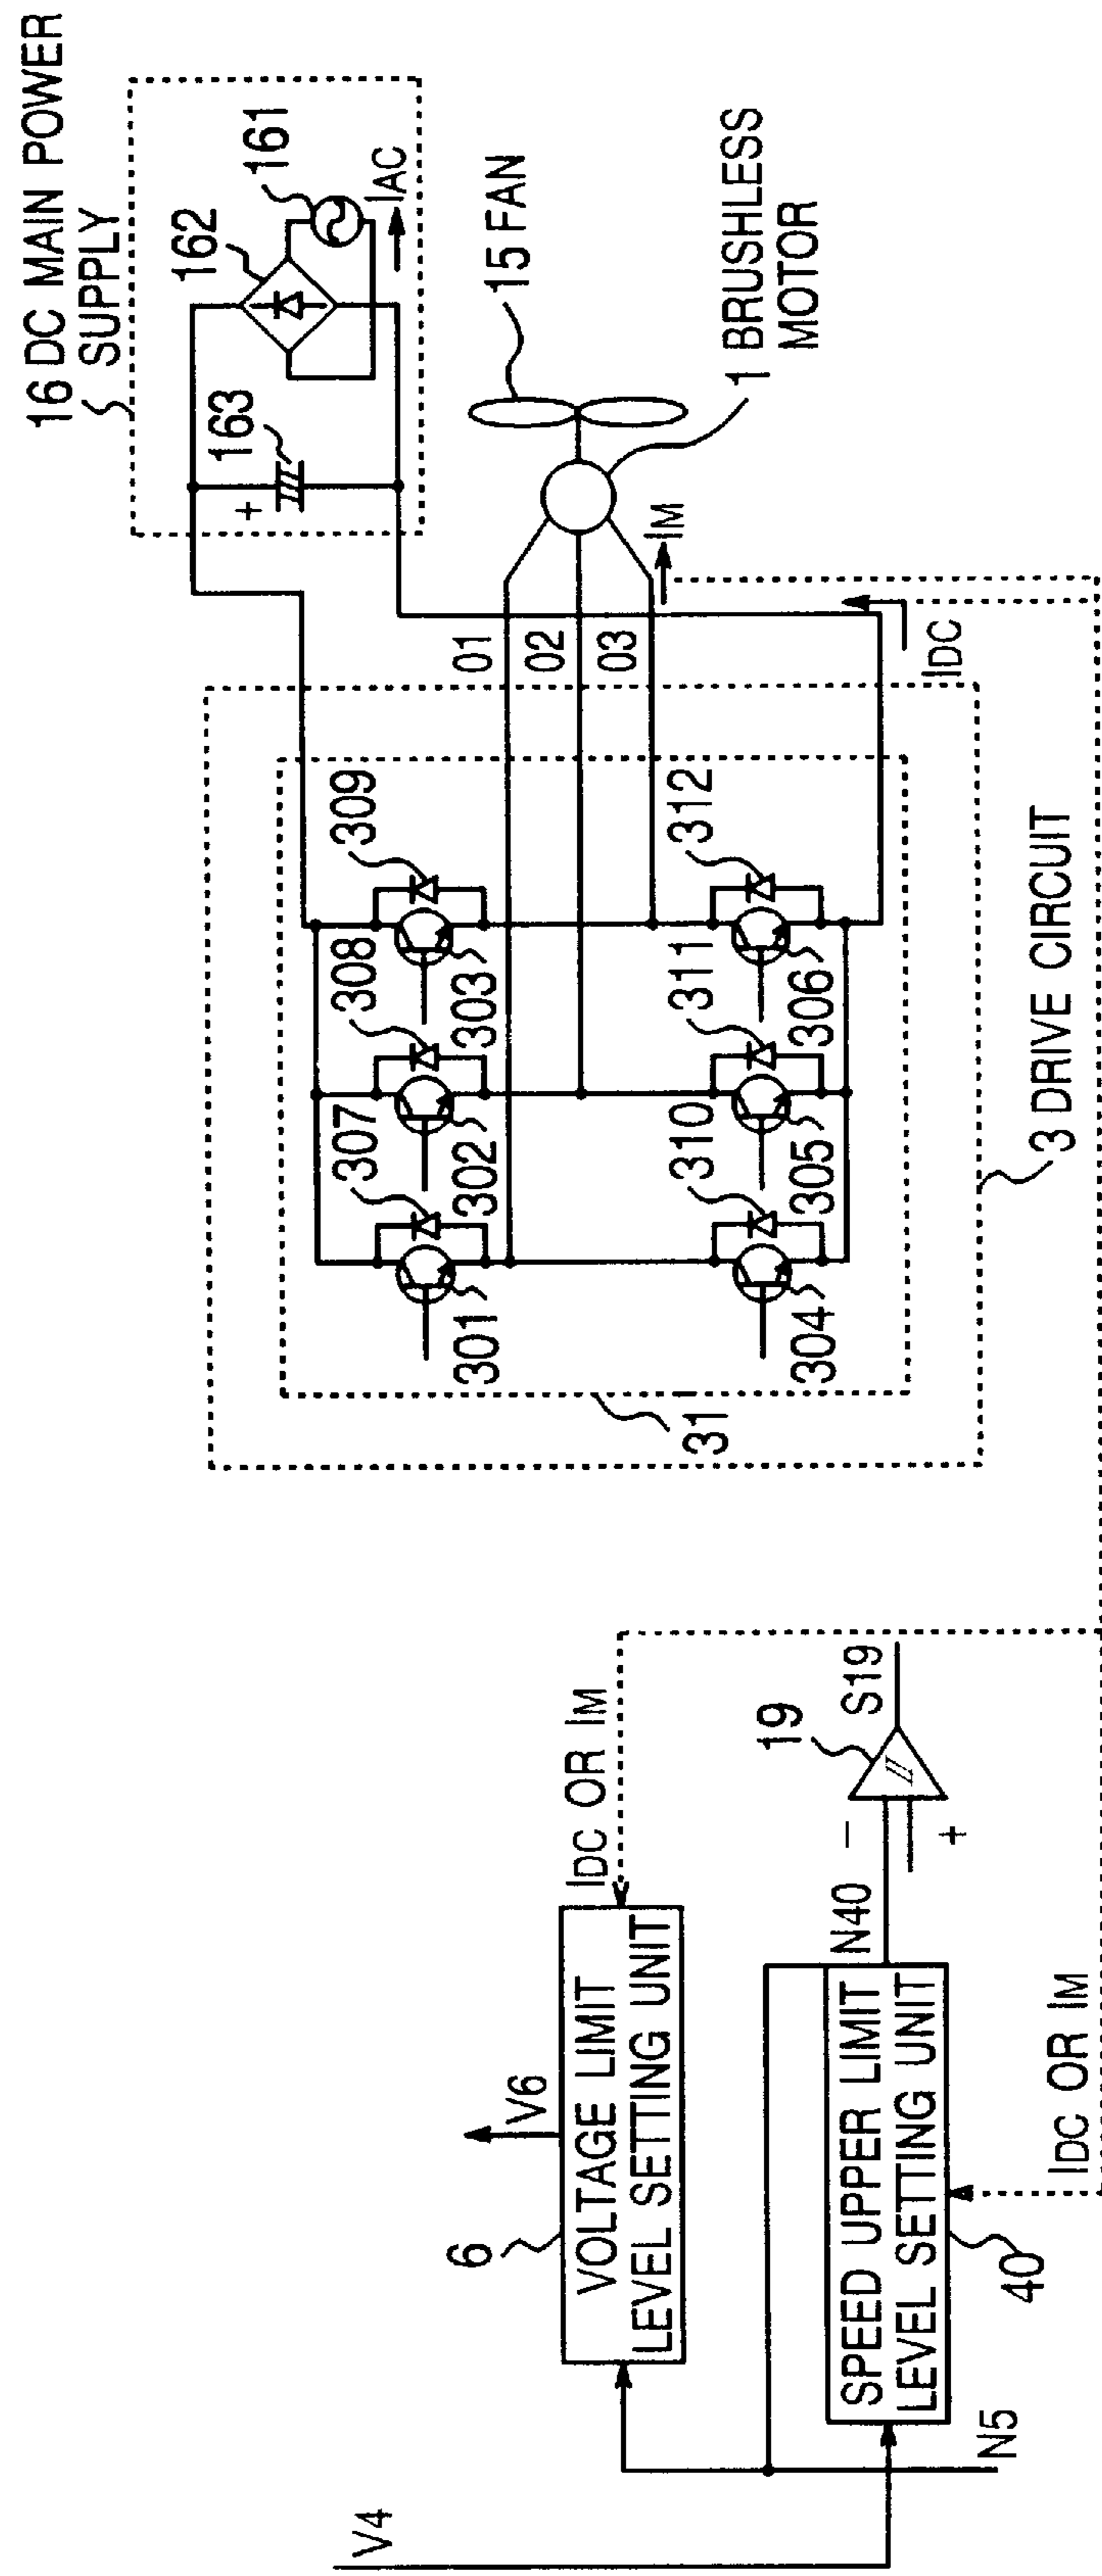 16 DC MAIN POWER
SUPPLY
162
161
163
+
IAC
15 FAN
1 BRUSHLESS
MOTOR
IM
01
02
03
IDC
307
308
309
301
302
303
310
311
312
304
305
306
31
3 DRIVE CIRCUIT
V4
6
V6
VOLTAGE LIMIT
LEVEL SETTING UNIT
IDC OR IM
N40
−
+
19
S19
SPEED UPPER LIMIT
LEVEL SETTING UNIT
40
N5
IDC OR IM